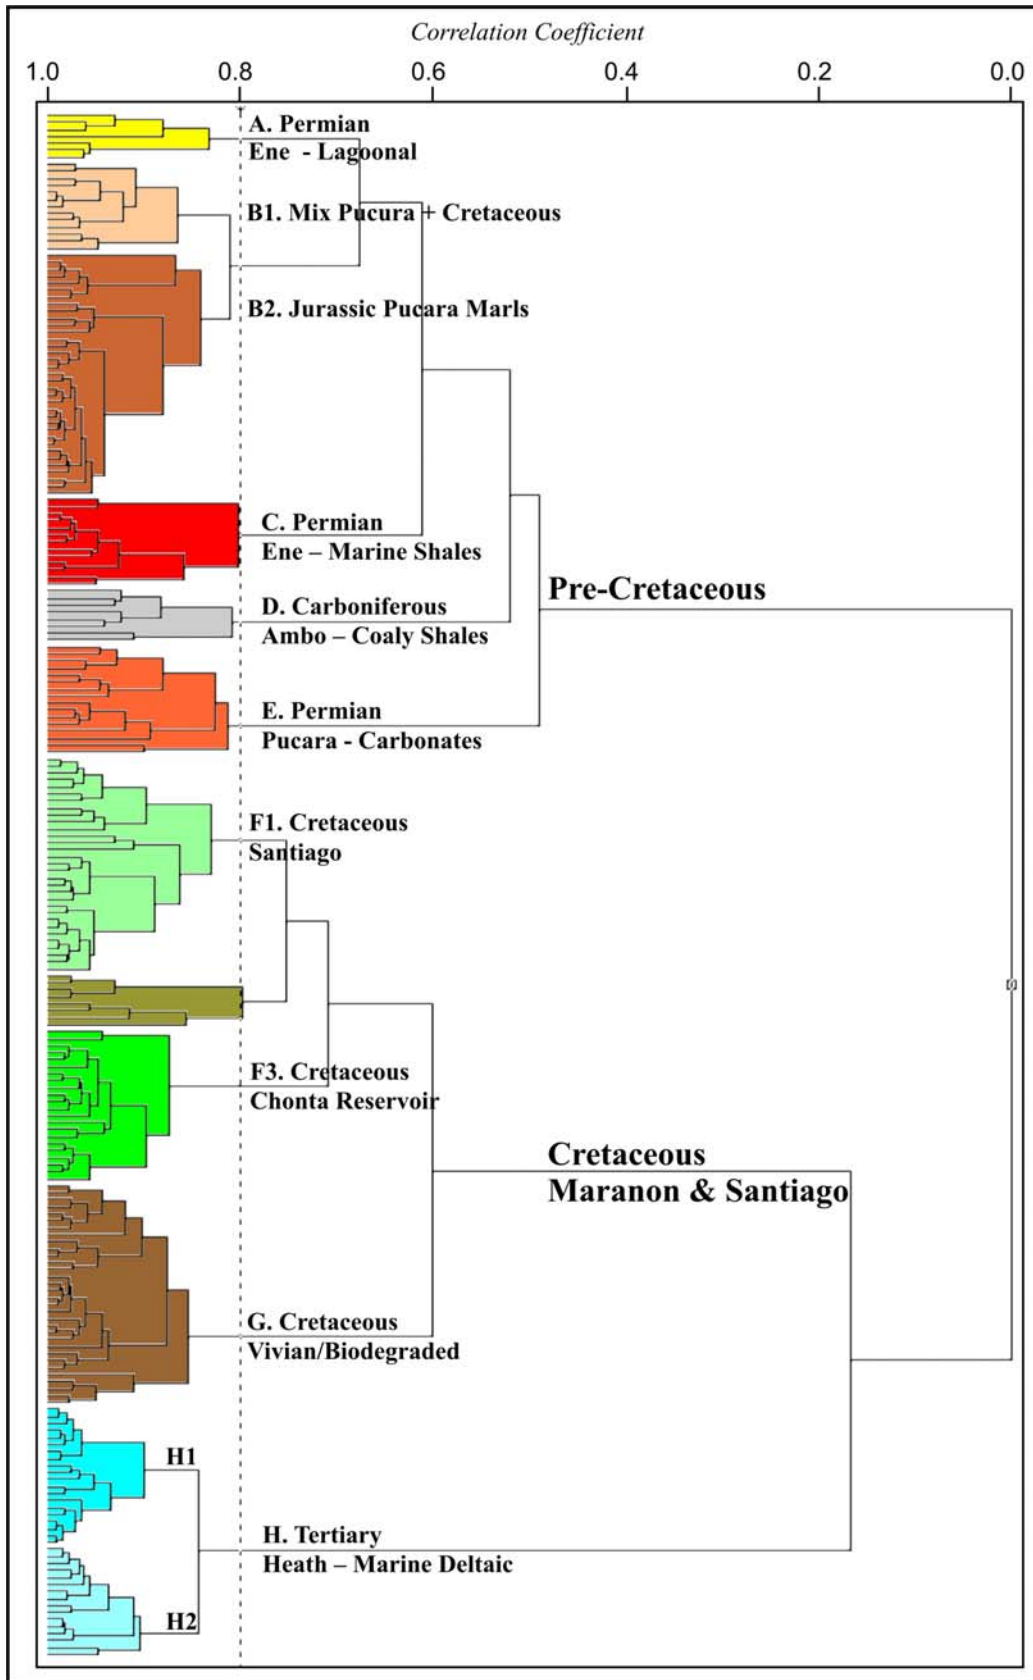 Correlation Coefficient
1.0 0.8 0.6 0.4 0.2 0.0
A. Permian
Ene - Lagoonal
B1. Mix Pucura + Cretaceous
B2. Jurassic Pucara Marls
C. Permian
Ene – Marine Shales
Pre-Cretaceous
D. Carboniferous
Ambo – Coaly Shales
E. Permian
Pucara - Carbonates
F1. Cretaceous
Santiago
F3. Cretaceous
Chonta Reservoir
Cretaceous
Maranon & Santiago
G. Cretaceous
Vivian/Biodegraded
H1
H. Tertiary
Heath – Marine Deltaic
H2